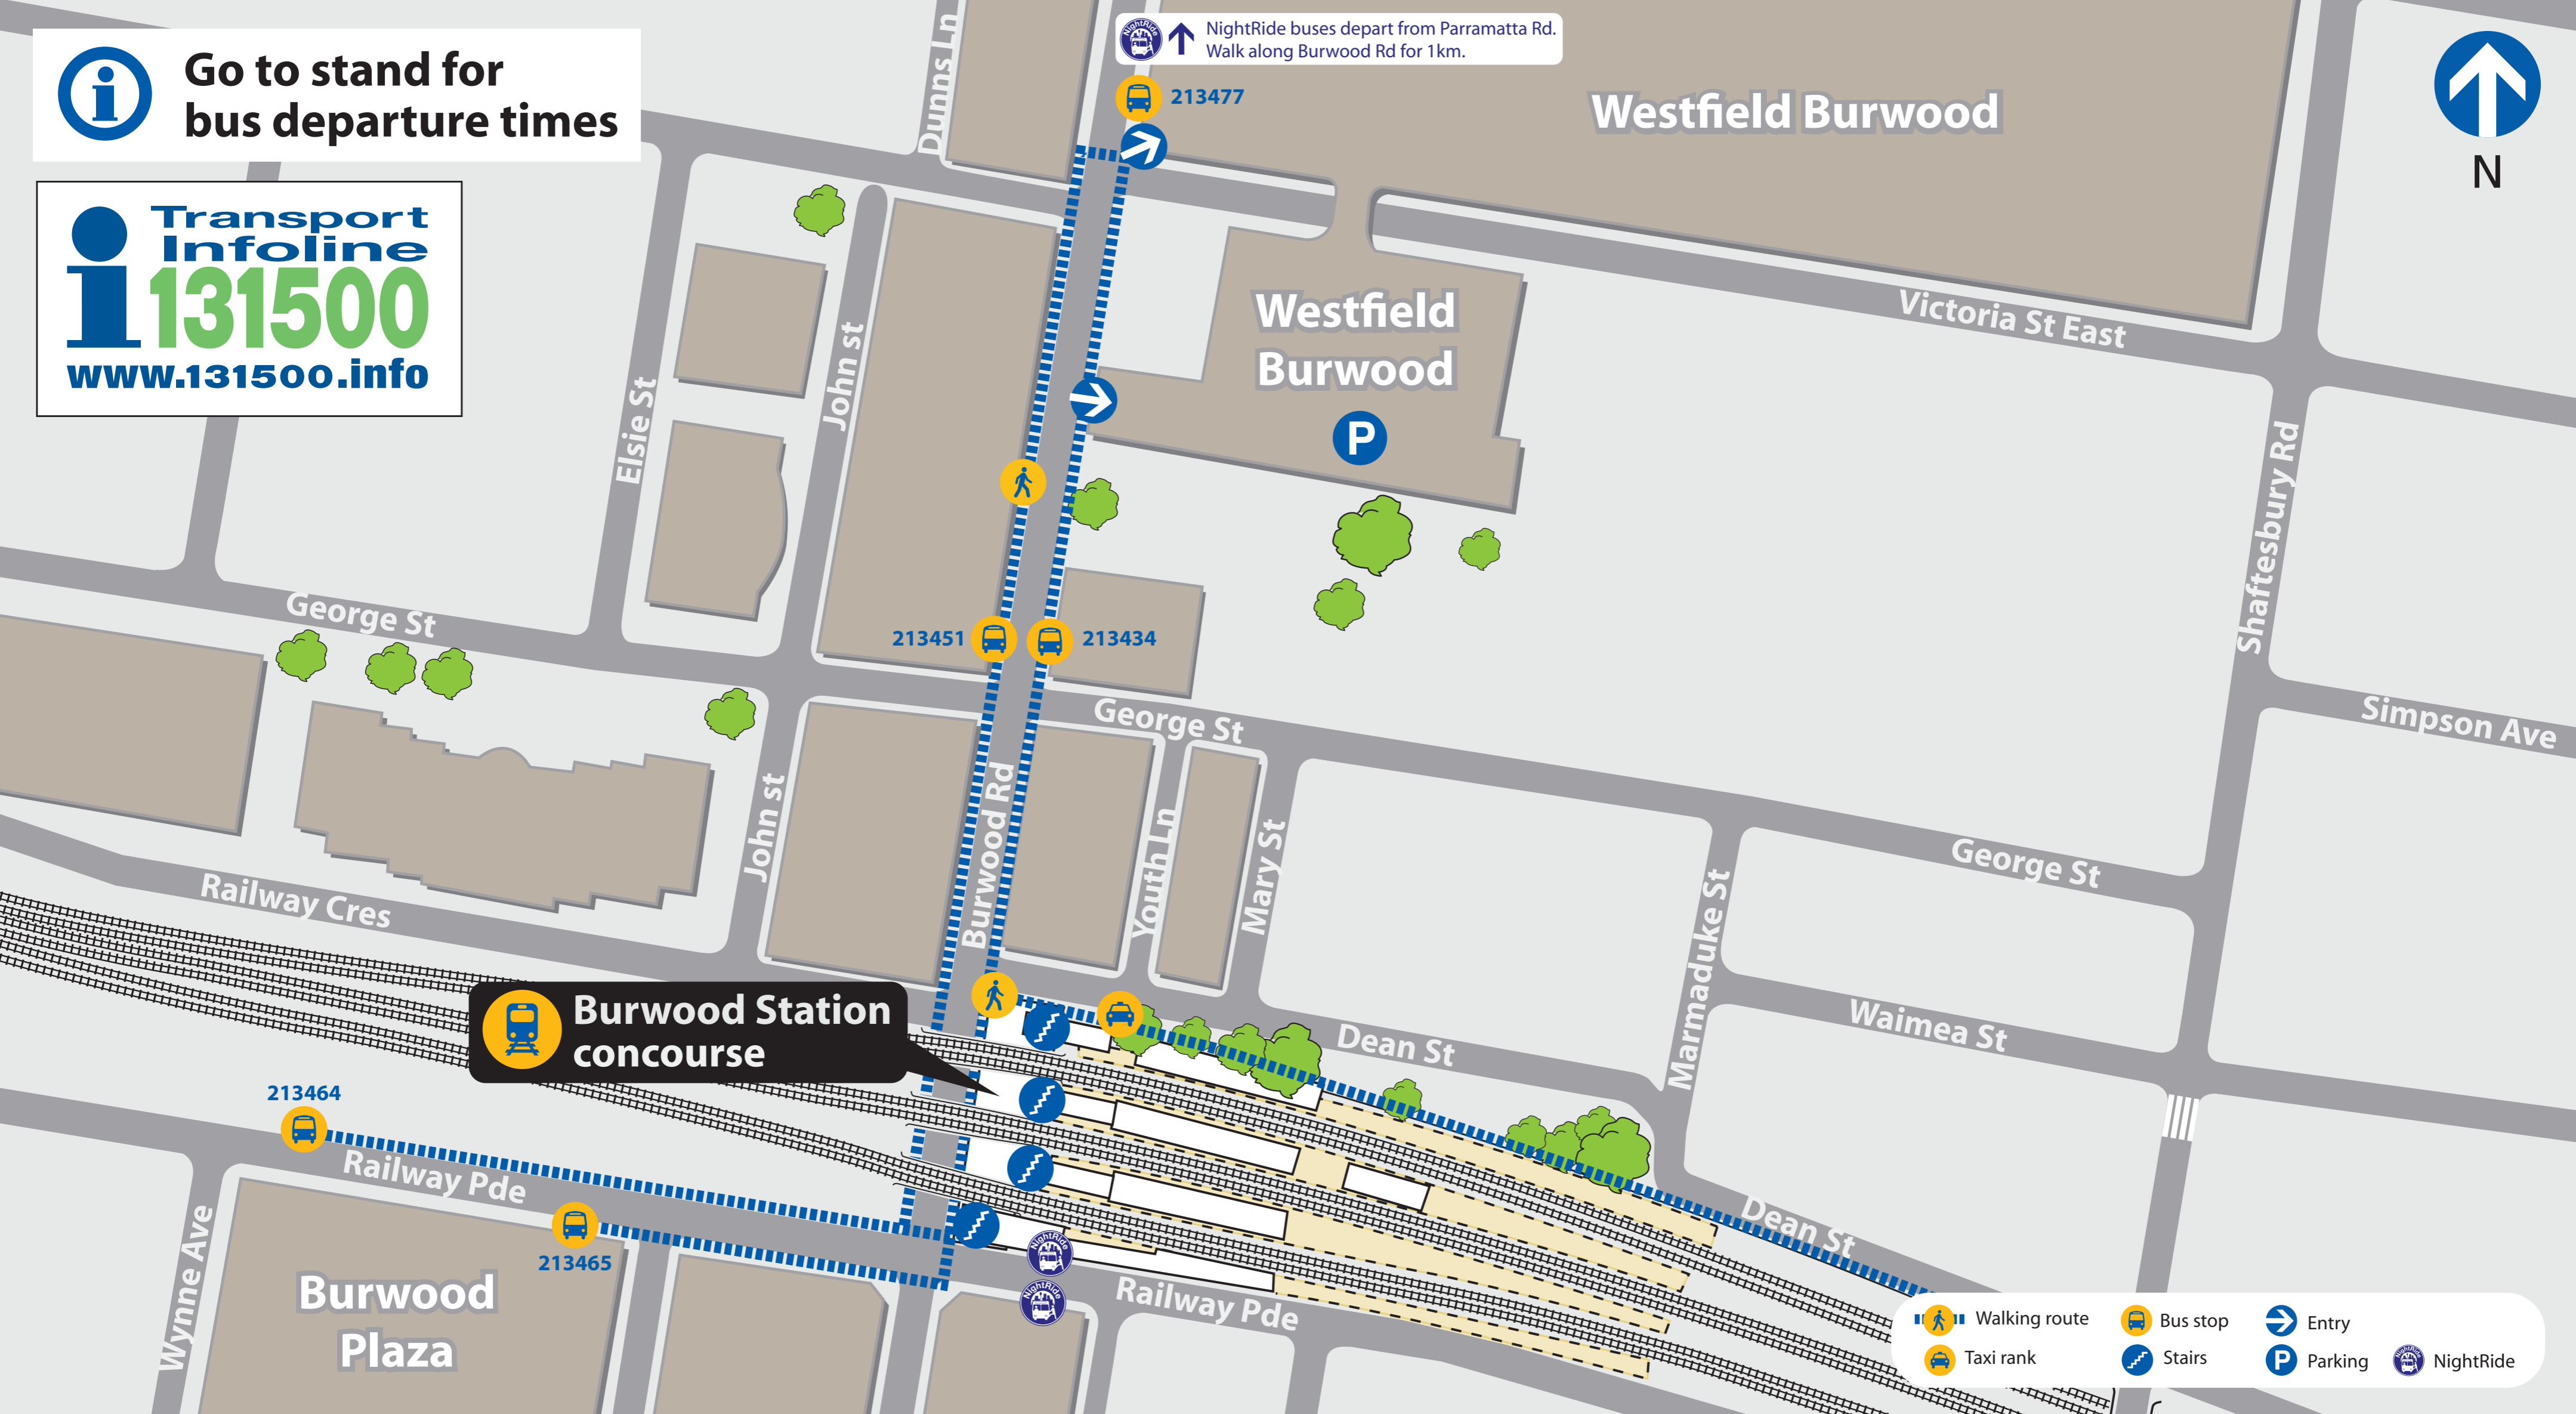 Go to stand for
bus departure times
Transport
Infoline
131500
www.131500.info
NightRide
NightRide buses depart from Parramatta Rd.
Walk along Burwood Rd for 1km.
213477
Westfield Burwood
N
Dunns Ln
Westfield
Burwood
P
Victoria St East
Elsie St
John st
Shaftesbury Rd
George St
213451
213434
George St
Simpson Ave
John st
Burwood Rd
Youth Ln
Mary St
George St
Marmaduke St
Railway Cres
Burwood Station
concourse
Dean St
Waimea St
213464
Railway Pde
213465
Wynne Ave
Burwood
Plaza
NightRide
NightRide
Railway Pde
Dean St
Walking route
Bus stop
Entry
Taxi rank
Stairs
P
Parking
NightRide
NightRide